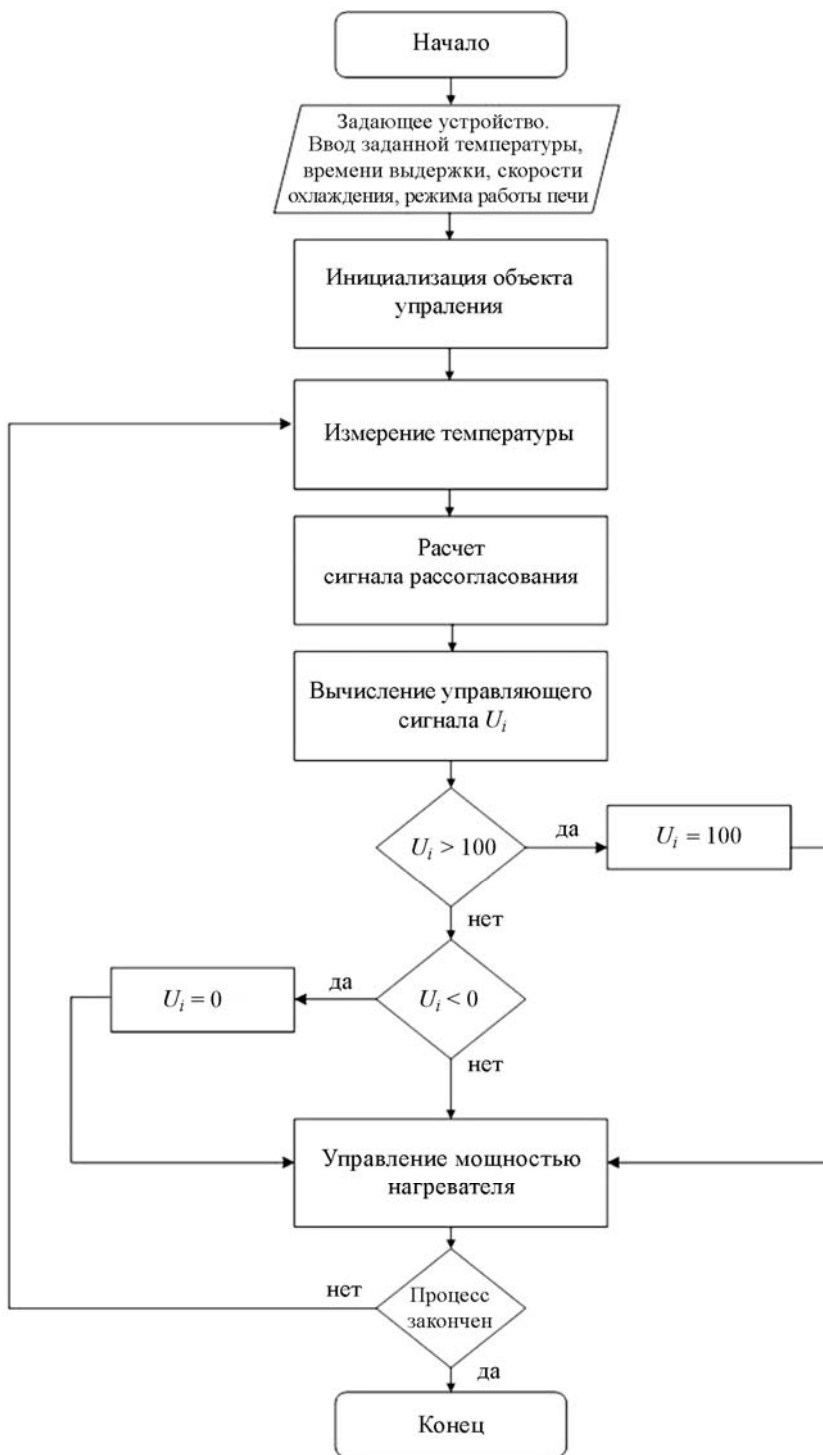 Начало
Задающее устройство.
Ввод заданной температуры,
времени выдержки, скорости
охлаждения, режима работы печи
Инициализация объекта
упраления
Измерение температуры
Расчет
сигнала рассогласования
Вычисление управляющего
сигнала U_i
U_i > 100
да
U_i = 100
нет
U_i = 0
да
U_i < 0
нет
Управление мощностью
нагревателя
нет
Процесс
закончен
да
Конец